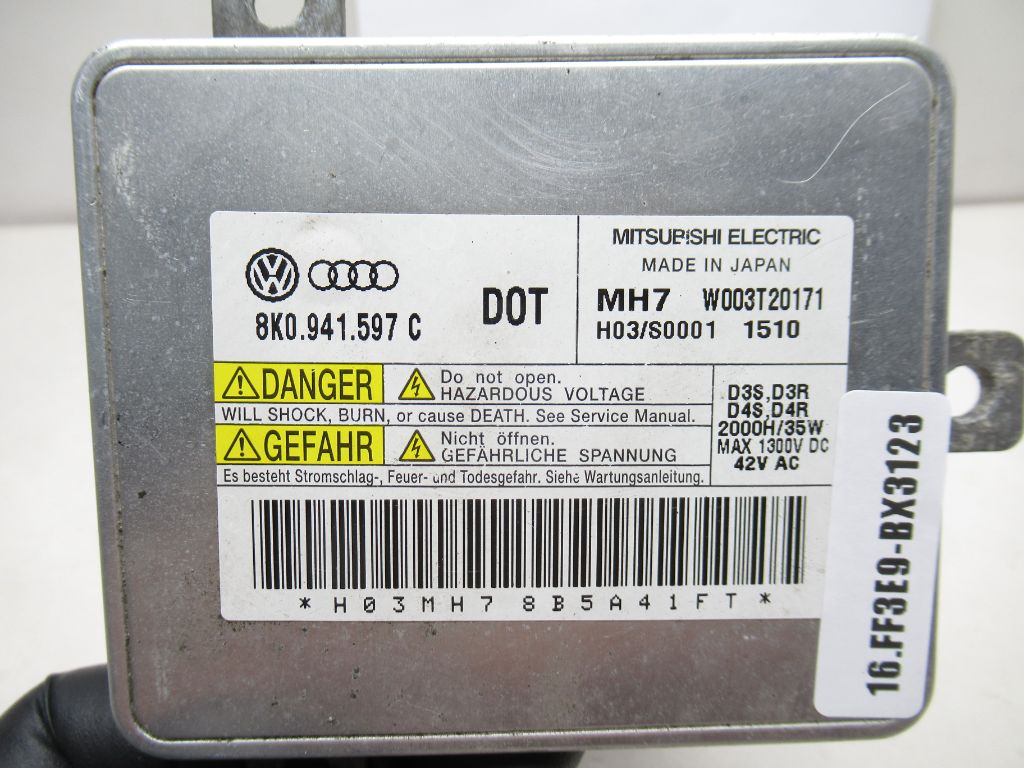 VW
8K0.941.597 C
DOT
MITSUBISHI ELECTRIC
MADE IN JAPAN
MH7 W003T20171
H03/S0001 1510
DANGER
Do not open.
HAZARDOUS VOLTAGE
WILL SHOCK, BURN, or cause DEATH. See Service Manual.
GEFAHR
Nicht öffnen.
GEFÄHRLICHE SPANNUNG
Es besteht Stromschlag-, Feuer- und Todesgefahr. Siehe Wartungsanleitung.
D3S,D3R
D4S,D4R
2000H/35W
MAX 1300V DC
42V AC
*H03MH78B5A41FT*
16.FF3E9-BX3123